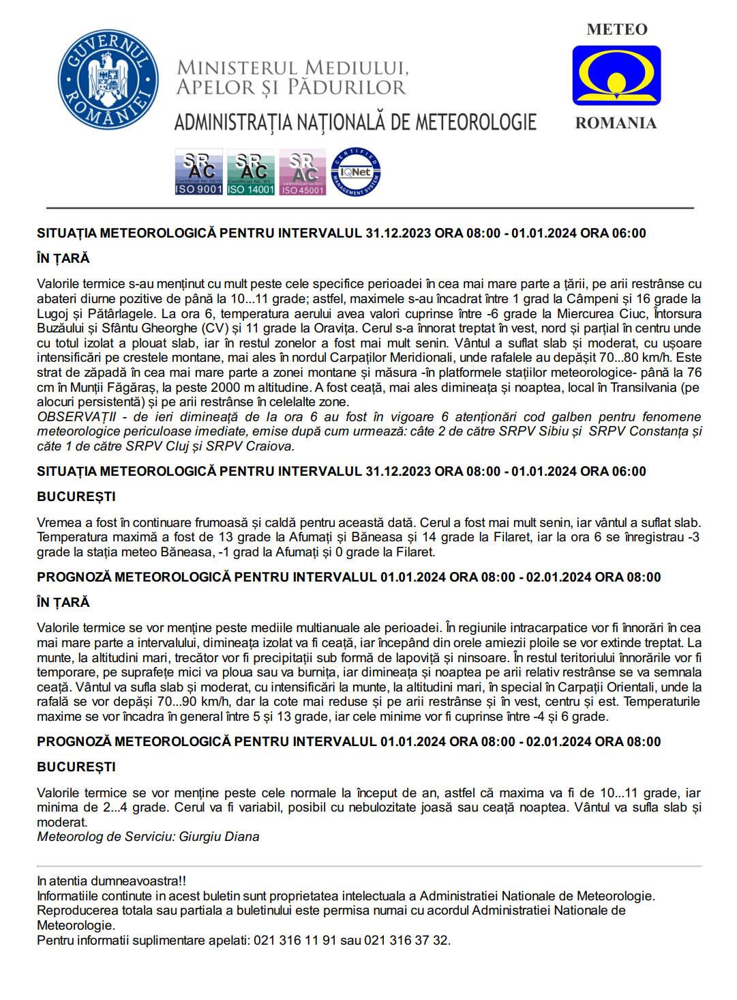 GUVERNUL ROMÂNIEI
MINISTERUL MEDIULUI,
APELOR ȘI PĂDURILOR
ADMINISTRAȚIA NAȚIONALĂ DE METEOROLOGIE
METEO
ROMANIA
SRAC
Certificat Nr. 1610
ISO 9001
SRAC
Certificat Nr. 61
ISO 14001
SRAC
ISO 45001
CERTIFIED
IQNet
MANAGEMENT SYSTEM
SITUAȚIA METEOROLOGICĂ PENTRU INTERVALUL 31.12.2023 ORA 08:00 - 01.01.2024 ORA 06:00
ÎN ȚARĂ
Valorile termice s-au menținut cu mult peste cele specifice perioadei în cea mai mare parte a țării, pe arii restrânse cu
abateri diurne pozitive de până la 10...11 grade; astfel, maximele s-au încadrat între 1 grad la Câmpeni și 16 grade la
Lugoj și Pătârlagele. La ora 6, temperatura aerului avea valori cuprinse între -6 grade la Miercurea Ciuc, Întorsura
Buzăului și Sfântu Gheorghe (CV) și 11 grade la Oravița. Cerul s-a înnorat treptat în vest, nord și parțial în centru unde
cu totul izolat a plouat slab, iar în restul zonelor a fost mai mult senin. Vântul a suflat slab și moderat, cu ușoare
intensificări pe crestele montane, mai ales în nordul Carpaților Meridionali, unde rafalele au depășit 70...80 km/h. Este
strat de zăpadă în cea mai mare parte a zonei montane și măsura -în platformele stațiilor meteorologice- până la 76
cm în Munții Făgăraș, la peste 2000 m altitudine. A fost ceață, mai ales dimineața și noaptea, local în Transilvania (pe
alocuri persistentă) și pe arii restrânse în celelalte zone.
OBSERVAȚII - de ieri dimineață de la ora 6 au fost în vigoare 6 atenționări cod galben pentru fenomene
meteorologice periculoase imediate, emise după cum urmează: câte 2 de către SRPV Sibiu și SRPV Constanța și
căte 1 de către SRPV Cluj și SRPV Craiova.
SITUAȚIA METEOROLOGICĂ PENTRU INTERVALUL 31.12.2023 ORA 08:00 - 01.01.2024 ORA 06:00
BUCUREȘTI
Vremea a fost în continuare frumoasă și caldă pentru această dată. Cerul a fost mai mult senin, iar vântul a suflat slab.
Temperatura maximă a fost de 13 grade la Afumați și Băneasa și 14 grade la Filaret, iar la ora 6 se înregistrau -3
grade la stația meteo Băneasa, -1 grad la Afumați și 0 grade la Filaret.
PROGNOZĂ METEOROLOGICĂ PENTRU INTERVALUL 01.01.2024 ORA 08:00 - 02.01.2024 ORA 08:00
ÎN ȚARĂ
Valorile termice se vor menține peste mediile multianuale ale perioadei. În regiunile intracarpatice vor fi înnorări în cea
mai mare parte a intervalului, dimineața izolat va fi ceață, iar începând din orele amiezii ploile se vor extinde treptat. La
munte, la altitudini mari, trecător vor fi precipitații sub formă de lapoviță și ninsoare. În restul teritoriului înnorările vor fi
temporare, pe suprafețe mici va ploua sau va burnița, iar dimineața și noaptea pe arii relativ restrânse se va semnala
ceață. Vântul va sufla slab și moderat, cu intensificări la munte, la altitudini mari, în special în Carpații Orientali, unde la
rafală se vor depăși 70...90 km/h, dar la cote mai reduse și pe arii restrânse și în vest, centru și est. Temperaturile
maxime se vor încadra în general între 5 și 13 grade, iar cele minime vor fi cuprinse între -4 și 6 grade.
PROGNOZĂ METEOROLOGICĂ PENTRU INTERVALUL 01.01.2024 ORA 08:00 - 02.01.2024 ORA 08:00
BUCUREȘTI
Valorile termice se vor menține peste cele normale la început de an, astfel că maxima va fi de 10...11 grade, iar
minima de 2...4 grade. Cerul va fi variabil, posibil cu nebulozitate joasă sau ceață noaptea. Vântul va sufla slab și
moderat.
Meteorolog de Serviciu: Giurgiu Diana
In atentia dumneavoastra!!
Informatiile continute in acest buletin sunt proprietatea intelectuala a Administratiei Nationale de Meteorologie.
Reproducerea totala sau partiala a buletinului este permisa numai cu acordul Administratiei Nationale de
Meteorologie.
Pentru informatii suplimentare apelati: 021 316 11 91 sau 021 316 37 32.